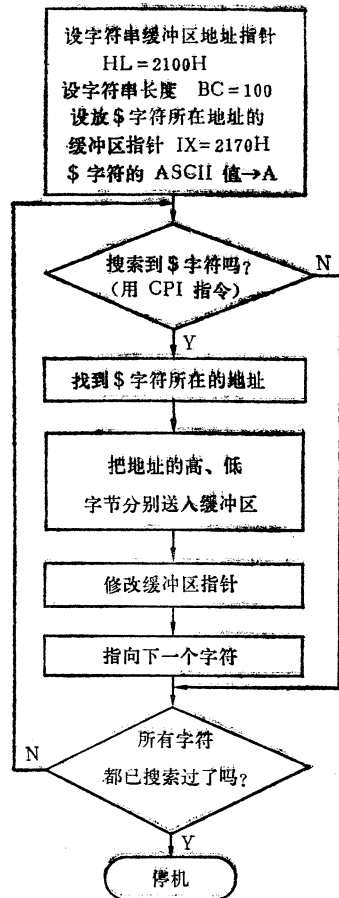 设字符串缓冲区地址指针
HL=2100H
设字符串长度 BC=100
设放$字符所在地址的
缓冲区指针 IX=2170H
$字符的 ASCII 值→A
搜索到$字符吗?
(用 CPI 指令)
N
Y
找到$字符所在的地址
把地址的高、低
字节分别送入缓冲区
修改缓冲区指针
指向下一个字符
所有字符
都已搜索过了吗?
N
Y
停机